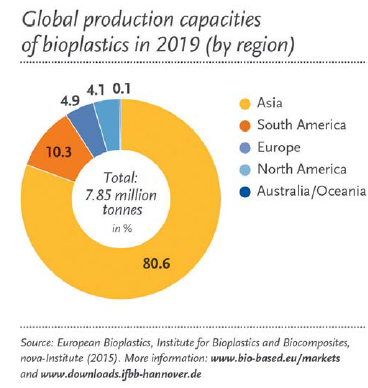 Global production capacities
of bioplastics in 2019 (by region)
4.9
4.1
0.1
10.3
Total:
7.85 million
tonnes
in %
80.6
Asia
South America
Europe
North America
Australia/Oceania
Source: European Bioplastics, Institute for Bioplastics and Biocomposites,
nova-Institute (2015). More information: www.bio-based.eu/markets
and www.downloads.ifbb-hannover.de